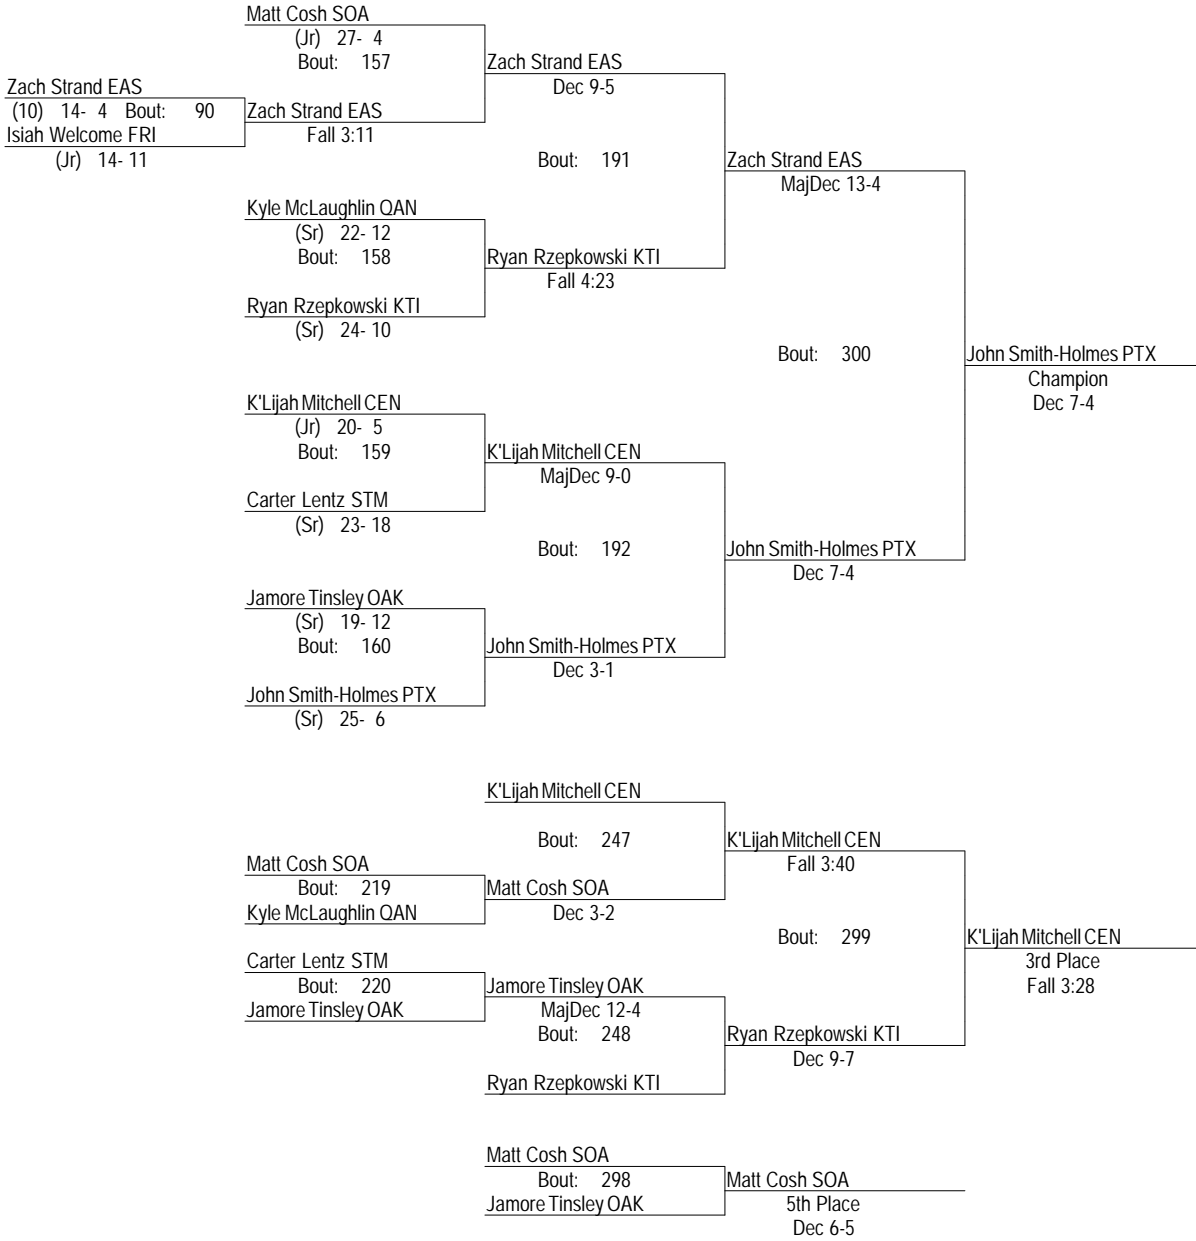 Matt Cosh SOA
(Jr) 27- 4
Bout: 157
Zach Strand EAS
Dec 9-5
Zach Strand EAS
(10) 14- 4 Bout: 90
Zach Strand EAS
Isiah Welcome FRI
Fall 3:11
(Jr) 14- 11
Bout: 191
Zach Strand EAS
MajDec 13-4
Kyle McLaughlin QAN
(Sr) 22- 12
Bout: 158
Ryan Rzepkowski KTI
Fall 4:23
Ryan Rzepkowski KTI
(Sr) 24- 10
Bout: 300
John Smith-Holmes PTX
Champion
Dec 7-4
K'Lijah Mitchell CEN
(Jr) 20- 5
Bout: 159
K'Lijah Mitchell CEN
MajDec 9-0
Carter Lentz STM
(Sr) 23- 18
Bout: 192
John Smith-Holmes PTX
Dec 7-4
Jamore Tinsley OAK
(Sr) 19- 12
Bout: 160
John Smith-Holmes PTX
Dec 3-1
John Smith-Holmes PTX
(Sr) 25- 6
K'Lijah Mitchell CEN
Bout: 247
K'Lijah Mitchell CEN
Fall 3:40
Matt Cosh SOA
Bout: 219
Matt Cosh SOA
Kyle McLaughlin QAN
Dec 3-2
Bout: 299
K'Lijah Mitchell CEN
3rd Place
Fall 3:28
Carter Lentz STM
Bout: 220
Jamore Tinsley OAK
Jamore Tinsley OAK
MajDec 12-4
Bout: 248
Ryan Rzepkowski KTI
Dec 9-7
Ryan Rzepkowski KTI
Matt Cosh SOA
Bout: 298
Matt Cosh SOA
Jamore Tinsley OAK
5th Place
Dec 6-5